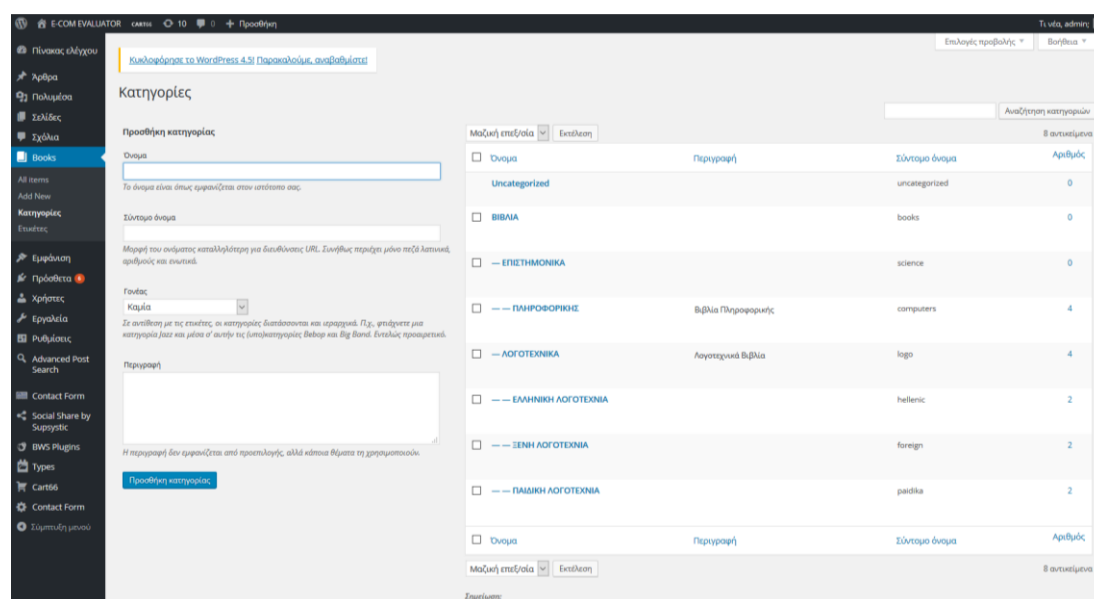 E-COM EVALUATOR CART66 10 0 Προσθήκη Τι νέα, admin;
Πίνακας ελέγχου
Άρθρα
Πολυμέσα
Σελίδες
Σχόλια
Books
All items
Add New
Κατηγορίες
Ετικέτες
Εμφάνιση
Πρόσθετα 6
Χρήστες
Εργαλεία
Ρυθμίσεις
Advanced Post
Search
Contact Form
Social Share by
Supsystic
BWS Plugins
Types
Cart66
Contact Form
Σύμπτυξη μενού
Επιλογές προβολής Βοήθεια
Κυκλοφόρησε το WordPress 4.5! Παρακαλούμε, αναβαθμίστε!
Κατηγορίες
Αναζήτηση κατηγοριών
Προσθήκη κατηγορίας
Όνομα
Το όνομα είναι όπως εμφανίζεται στον ιστότοπο σας.
Σύντομο όνομα
Μορφή του ονόματος καταλληλότερη για διευθύνσεις URL. Συνήθως περιέχει μόνο πεζά λατινικά,
αριθμούς και ενωτικά.
Γονέας
Καμία
Σε αντίθεση με τις ετικέτες, οι κατηγορίες διατάσσονται και ιεραρχικά. Π.χ., φτιάχνετε μια
κατηγορία Jazz και μέσα σ' αυτήν τις (υπο)κατηγορίες Bebop και Big Band. Εντελώς προαιρετικό.
Περιγραφή
Η περιγραφή δεν εμφανίζεται από προεπιλογής, αλλά κάποια θέματα τη χρησιμοποιούν.
Προσθήκη κατηγορίας
Μαζική επεξ/σία Εκτέλεση 8 αντικείμενα
Όνομα Περιγραφή Σύντομο όνομα Αριθμός
Uncategorized uncategorized 0
ΒΙΒΛΙΑ books 0
— ΕΠΙΣΤΗΜΟΝΙΚΑ science 0
— — ΠΛΗΡΟΦΟΡΙΚΗΣ Βιβλία Πληροφορικής computers 4
— ΛΟΓΟΤΕΧΝΙΚΑ Λογοτεχνικά Βιβλία logo 4
— — ΕΛΛΗΝΙΚΗ ΛΟΓΟΤΕΧΝΙΑ hellenic 2
— — ΞΕΝΗ ΛΟΓΟΤΕΧΝΙΑ foreign 2
— — ΠΑΙΔΙΚΗ ΛΟΓΟΤΕΧΝΙΑ paidika 2
Όνομα Περιγραφή Σύντομο όνομα Αριθμός
Μαζική επεξ/σία Εκτέλεση 8 αντικείμενα
Σημείωση: